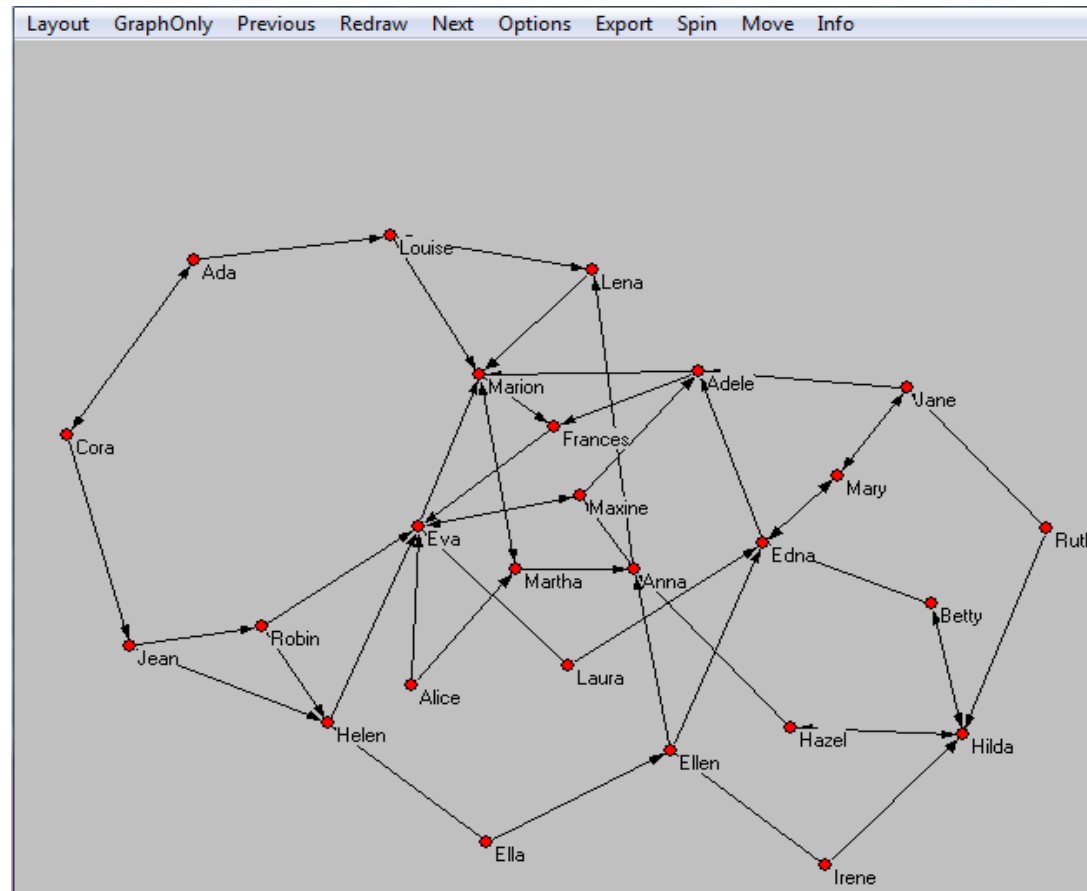 Layout GraphOnly Previous Redraw Next Options Export Spin Move Info
Louise
Ada
Lena
Adele
Marion
Jane
Frances
Cora
Mary
Maxine
Eva
Rut
Edna
Martha
Anna
Betty
Robin
Jean
Laura
Alice
Helen
Hazel
Hilda
Ellen
Ella
Irene